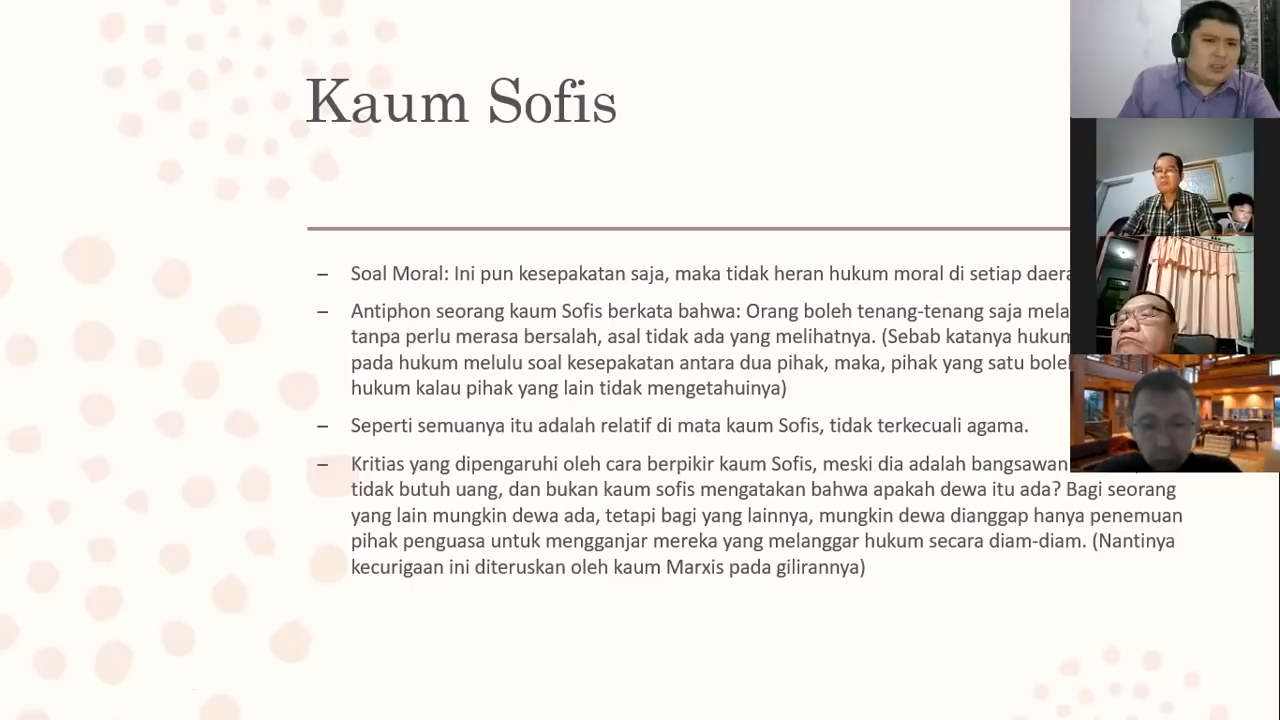 Kaum Sofis
– Soal Moral: Ini pun kesepakatan saja, maka tidak heran hukum moral di setiap
– Antiphon seorang kaum Sofis berkata bahwa: Orang boleh tenang-tenang saja
tanpa perlu merasa bersalah, asal tidak ada yang melihatnya. (Sebab katanya
pada hukum melulu soal kesepakatan antara dua pihak, maka, pihak yang satu
hukum kalau pihak yang lain tidak mengetahuinya)
– Seperti semuanya itu adalah relatif di mata kaum Sofis, tidak terkecuali agama.
– Kritias yang dipengaruhi oleh cara berpikir kaum Sofis, meski dia adalah bangsawan
tidak butuh uang, dan bukan kaum sofis mengatakan bahwa apakah dewa itu ada? Bagi seorang
yang lain mungkin dewa ada, tetapi bagi yang lainnya, mungkin dewa dianggap hanya penemuan
pihak penguasa untuk mengganjar mereka yang melanggar hukum secara diam-diam. (Nantinya
kecurigaan ini diteruskan oleh kaum Marxis pada gilirannya)